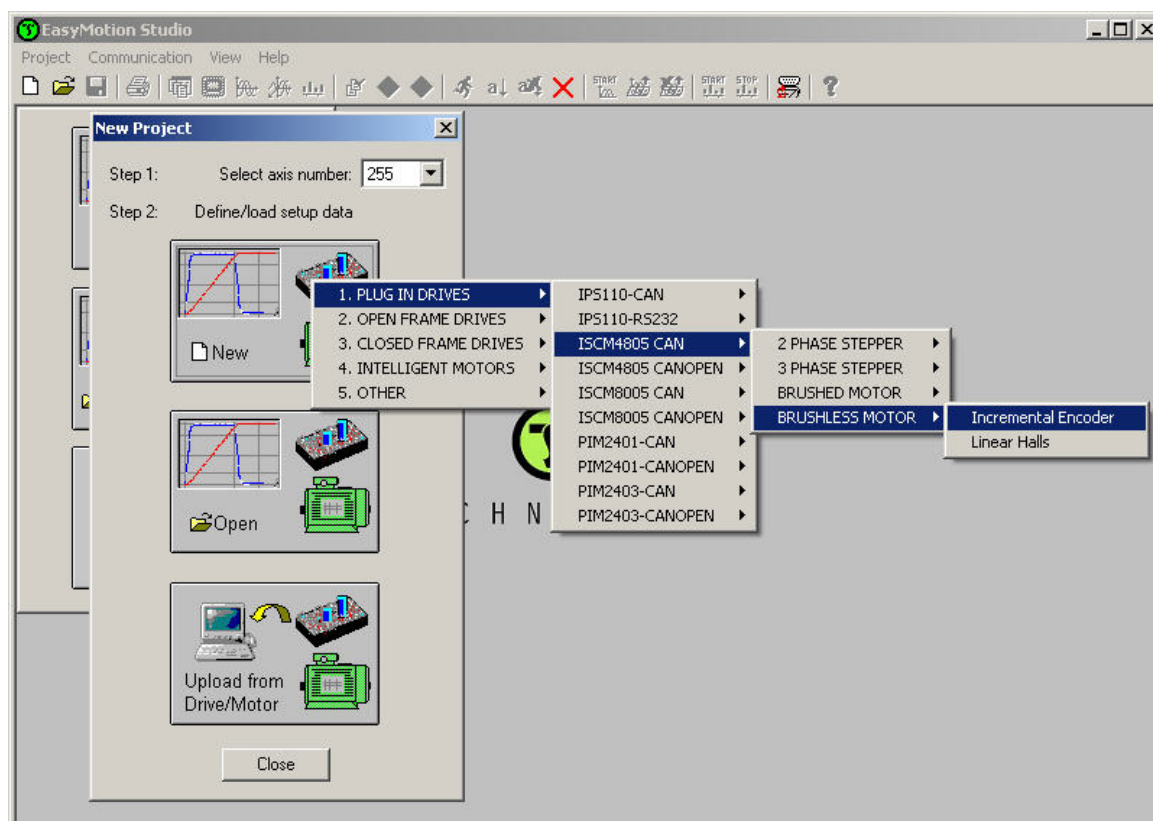 EasyMotion Studio
Project Communication View Help
START START STOP
New Project
Step 1: Select axis number: 255
Step 2: Define/load setup data
New
1. PLUG IN DRIVES
2. OPEN FRAME DRIVES
3. CLOSED FRAME DRIVES
4. INTELLIGENT MOTORS
5. OTHER
IPS110-CAN
IPS110-RS232
ISCM4805 CAN
ISCM4805 CANOPEN
ISCM8005 CAN
ISCM8005 CANOPEN
PIM2401-CAN
PIM2401-CANOPEN
PIM2403-CAN
PIM2403-CANOPEN
2 PHASE STEPPER
3 PHASE STEPPER
BRUSHED MOTOR
BRUSHLESS MOTOR
Incremental Encoder
Linear Halls
C H N
Open
Upload from
Drive/Motor
Close